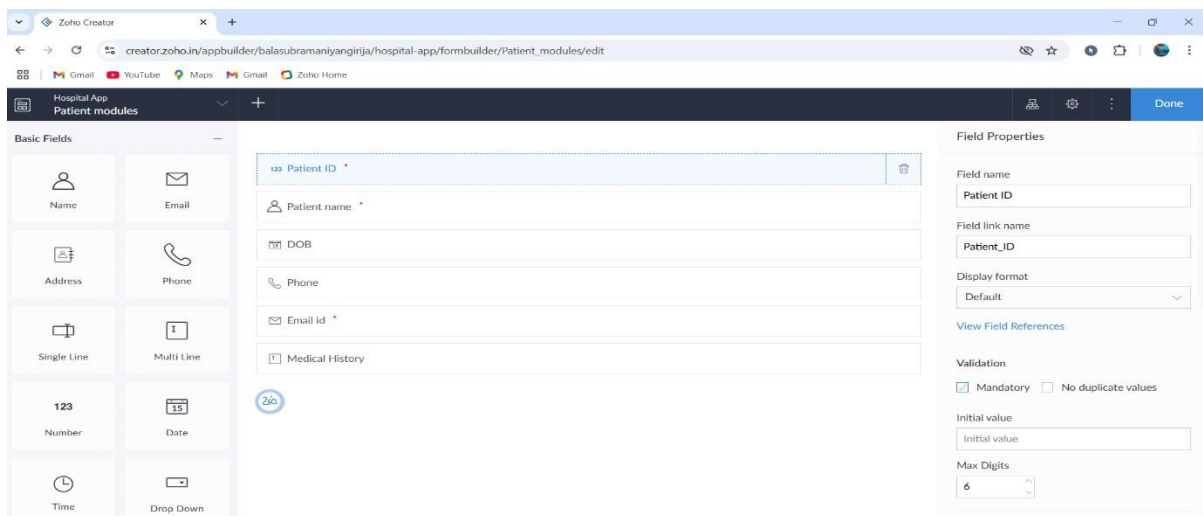 Zoho Creator
creator.zoho.in/appbuilder/balasubramaniyangirija/hospital-app/formbuilder/Patient_modules/edit
Gmail YouTube Maps Gmail Zoho Home
Hospital App
Patient modules
Done
Basic Fields
Name Email
Address Phone
Single Line Multi Line
123
15
Number Date
Time Drop Down
123 Patient ID *
Patient name *
DOB
Phone
Email id *
Medical History
Zia
Field Properties
Field name
Patient ID
Field link name
Patient_ID
Display format
Default
View Field References
Validation
Mandatory No duplicate values
Initial value
Initial value
Max Digits
6